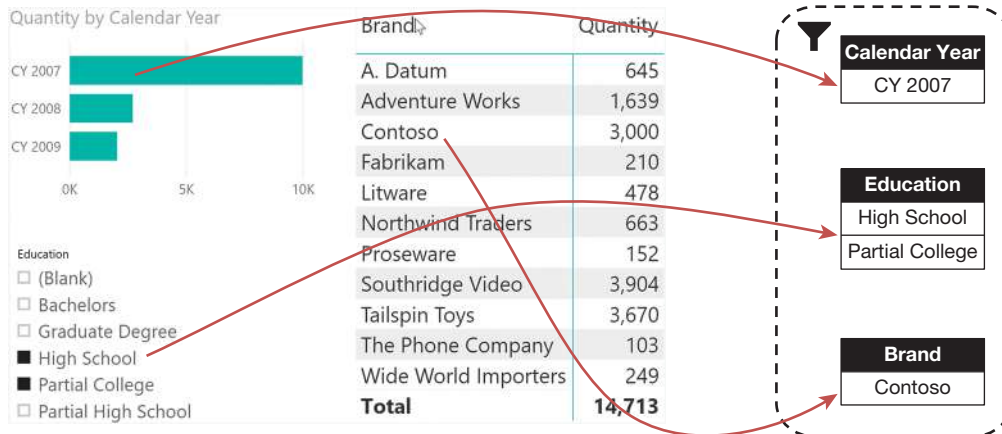 Quantity by Calendar Year
CY 2007
CY 2008
CY 2009
0K 5K 10K
Education
(Blank)
Bachelors
Graduate Degree
High School
Partial College
Partial High School
Brand Quantity
A. Datum 645
Adventure Works 1,639
Contoso 3,000
Fabrikam 210
Litware 478
Northwind Traders 663
Proseware 152
Southridge Video 3,904
Tailspin Toys 3,670
The Phone Company 103
Wide World Importers 249
Total 14,713
Calendar Year
CY 2007
Education
High School
Partial College
Brand
Contoso